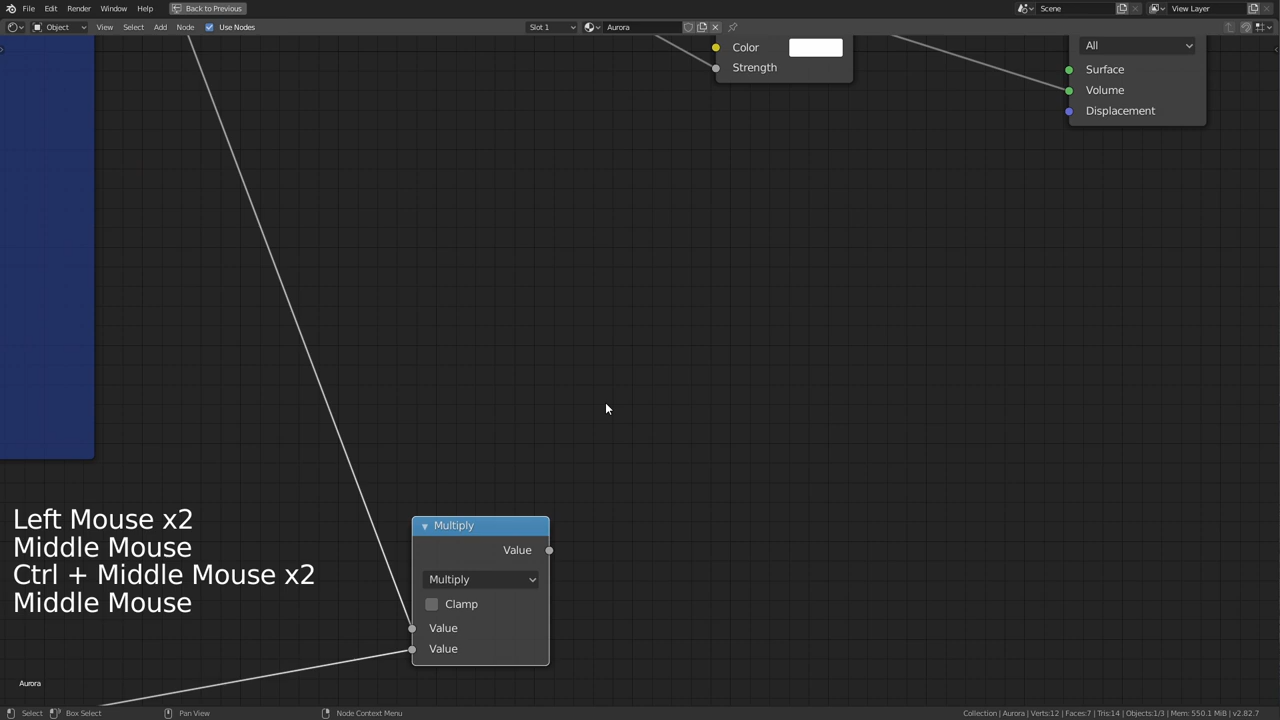 File Edit Render Window Help Back to Previous Scene View Layer
Object View Select Add Node Use Nodes Slot 1 Aurora
Color
Strength
All
Surface
Volume
Displacement
Multiply
Value
Multiply
Clamp
Value
Value
Left Mouse x2
Middle Mouse
Ctrl + Middle Mouse x2
Middle Mouse
Aurora
Select Box Select Pan View Node Context Menu Collection | Aurora | Verts:12 | Faces:7 | Tris:14 | Objects:1/3 | Mem: 550.1 MiB | v2.82.7